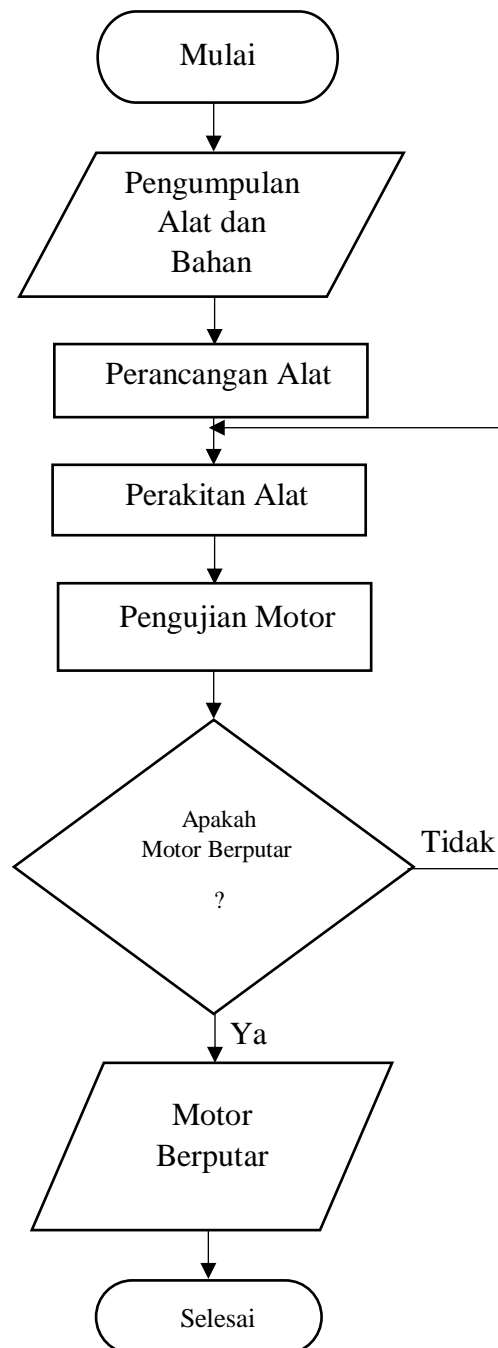 Mulai
Pengumpulan
Alat dan
Bahan
Perancangan Alat
Perakitan Alat
Pengujian Motor
Apakah
Motor Berputar
?
Tidak
Ya
Motor
Berputar
Selesai